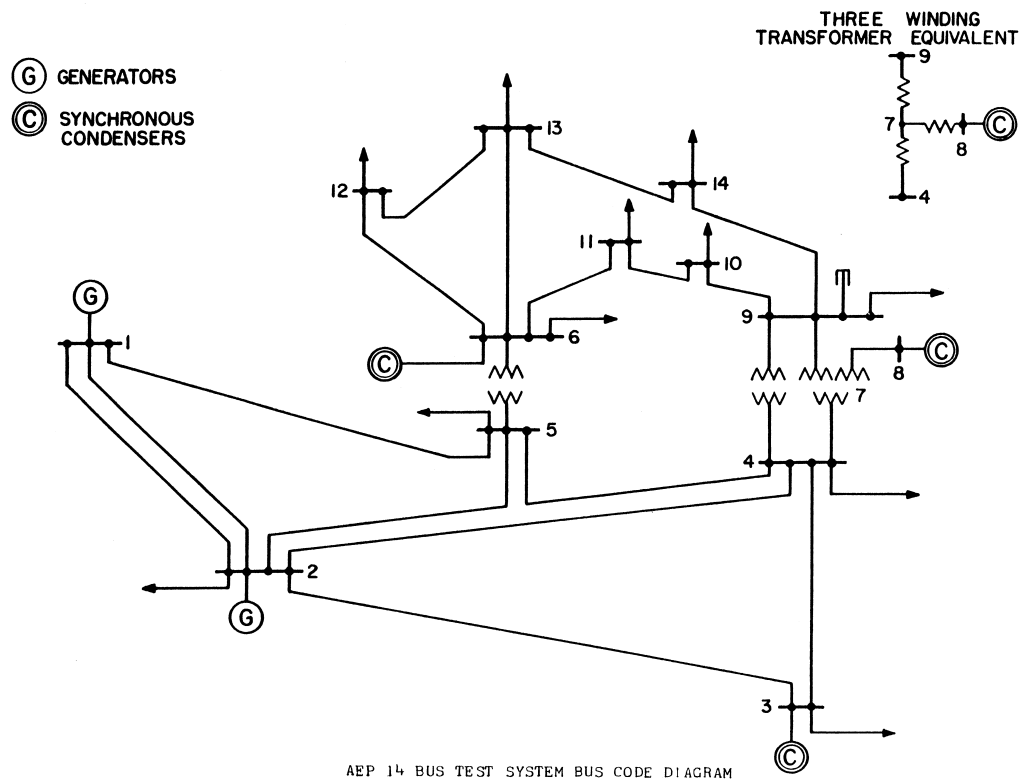 THREE WINDING
TRANSFORMER EQUIVALENT
9
7
C
8
4
G GENERATORS
C SYNCHRONOUS
CONDENSERS
13
12
14
11
10
G
1
9
6
C
C
8
7
5
4
2
G
3
C
AEP 14 BUS TEST SYSTEM BUS CODE DIAGRAM